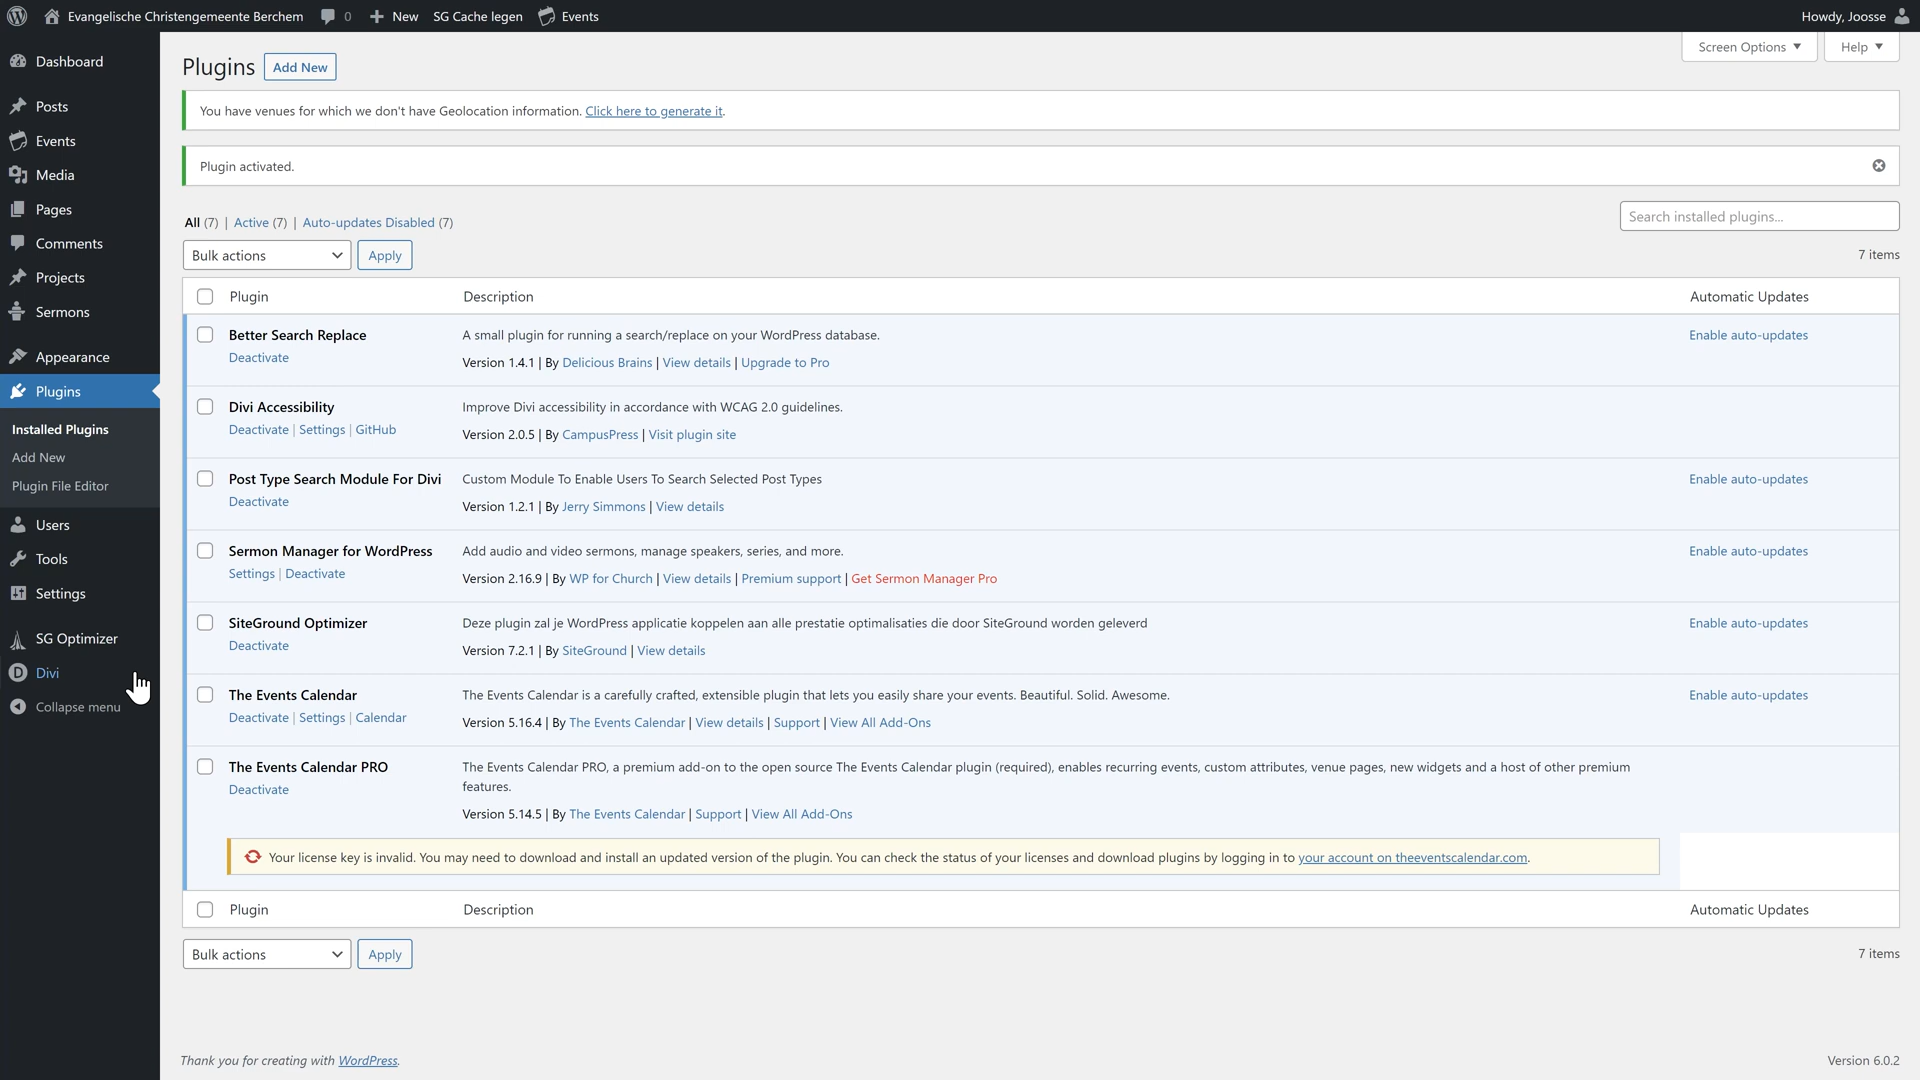 Evangelische Christengemeente Berchem 0 New SG Cache legen Events Howdy, Joosse
Dashboard
Posts
Events
Media
Pages
Comments
Projects
Sermons
Appearance
Plugins
Installed Plugins
Add New
Plugin File Editor
Users
Tools
Settings
SG Optimizer
Divi
Collapse menu
Screen Options Help
Plugins Add New
You have venues for which we don't have Geolocation information. Click here to generate it.
Plugin activated.
All (7) | Active (7) | Auto-updates Disabled (7)
Search installed plugins...
Bulk actions Apply 7 items
Plugin Description Automatic Updates
Better Search Replace A small plugin for running a search/replace on your WordPress database. Enable auto-updates
Deactivate Version 1.4.1 | By Delicious Brains | View details | Upgrade to Pro
Divi Accessibility Improve Divi accessibility in accordance with WCAG 2.0 guidelines.
Deactivate | Settings | GitHub Version 2.0.5 | By CampusPress | Visit plugin site
Post Type Search Module For Divi Custom Module To Enable Users To Search Selected Post Types Enable auto-updates
Deactivate Version 1.2.1 | By Jerry Simmons | View details
Sermon Manager for WordPress Add audio and video sermons, manage speakers, series, and more. Enable auto-updates
Settings | Deactivate Version 2.16.9 | By WP for Church | View details | Premium support | Get Sermon Manager Pro
SiteGround Optimizer Deze plugin zal je WordPress applicatie koppelen aan alle prestatie optimalisaties die door SiteGround worden geleverd Enable auto-updates
Deactivate Version 7.2.1 | By SiteGround | View details
The Events Calendar The Events Calendar is a carefully crafted, extensible plugin that lets you easily share your events. Beautiful. Solid. Awesome. Enable auto-updates
Deactivate | Settings | Calendar Version 5.16.4 | By The Events Calendar | View details | Support | View All Add-Ons
The Events Calendar PRO The Events Calendar PRO, a premium add-on to the open source The Events Calendar plugin (required), enables recurring events, custom attributes, venue pages, new widgets and a host of other premium
Deactivate features.
Version 5.14.5 | By The Events Calendar | Support | View All Add-Ons
Your license key is invalid. You may need to download and install an updated version of the plugin. You can check the status of your licenses and download plugins by logging in to your account on theeventscalendar.com.
Plugin Description Automatic Updates
Bulk actions Apply 7 items
Thank you for creating with WordPress. Version 6.0.2